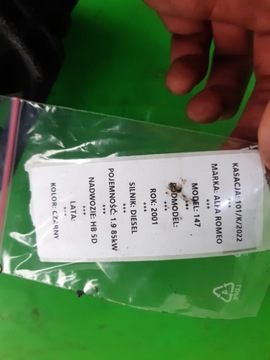 KASACJA: 101/K/2022
***
MARKA: ALFA ROMEO
***
MODEL: 147
***
PODMODEL:
***
ROK: 2001
***
SILNIK: DIESEL
***
POJEMNOŚĆ: 1.9 85kW
***
NADWOZIE: HB 5D
***
LATA:
***
KOLOR: CZARNY